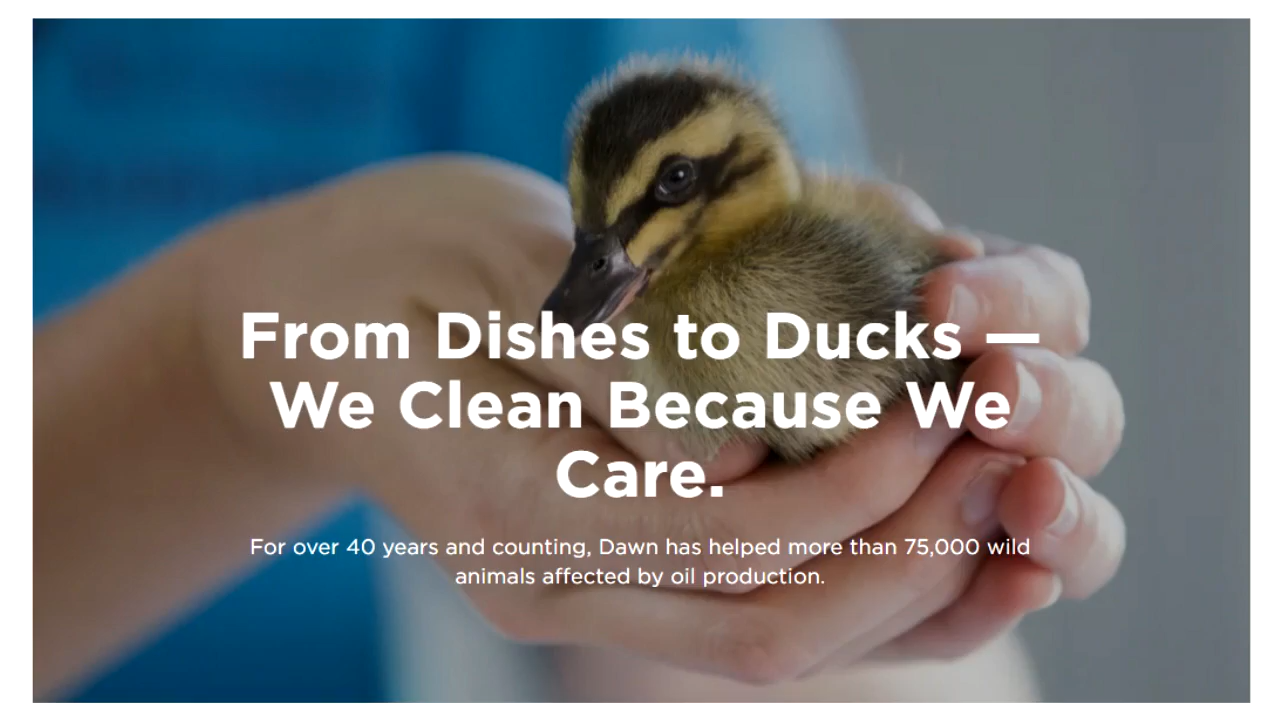 From Dishes to Ducks —
We Clean Because We
Care.
For over 40 years and counting, Dawn has helped more than 75,000 wild
animals affected by oil production.